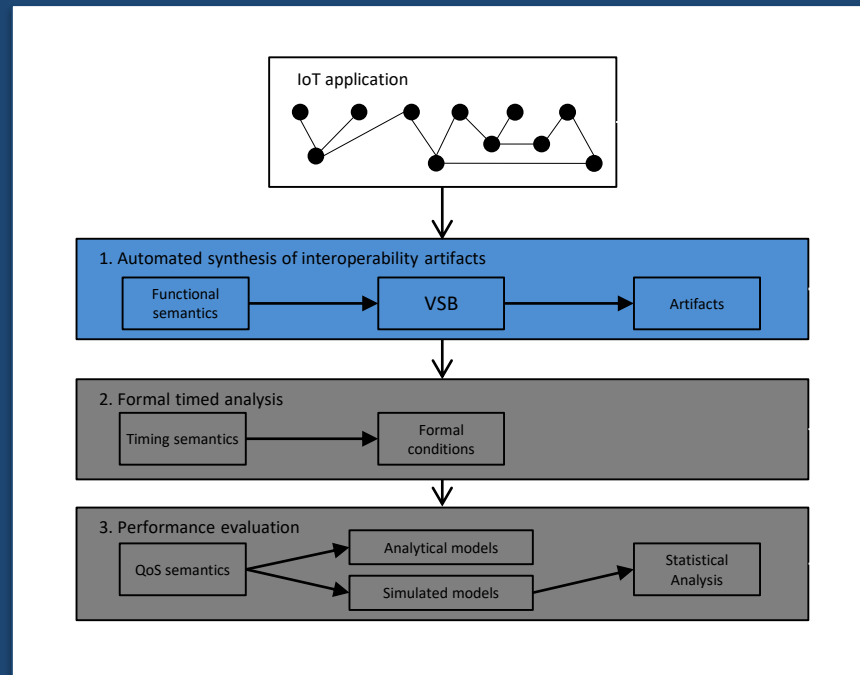 IoT application
1. Automated synthesis of interoperability artifacts
Functional
semantics
VSB
Artifacts
2. Formal timed analysis
Timing semantics
Formal
conditions
3. Performance evaluation
QoS semantics
Analytical models
Simulated models
Statistical
Analysis